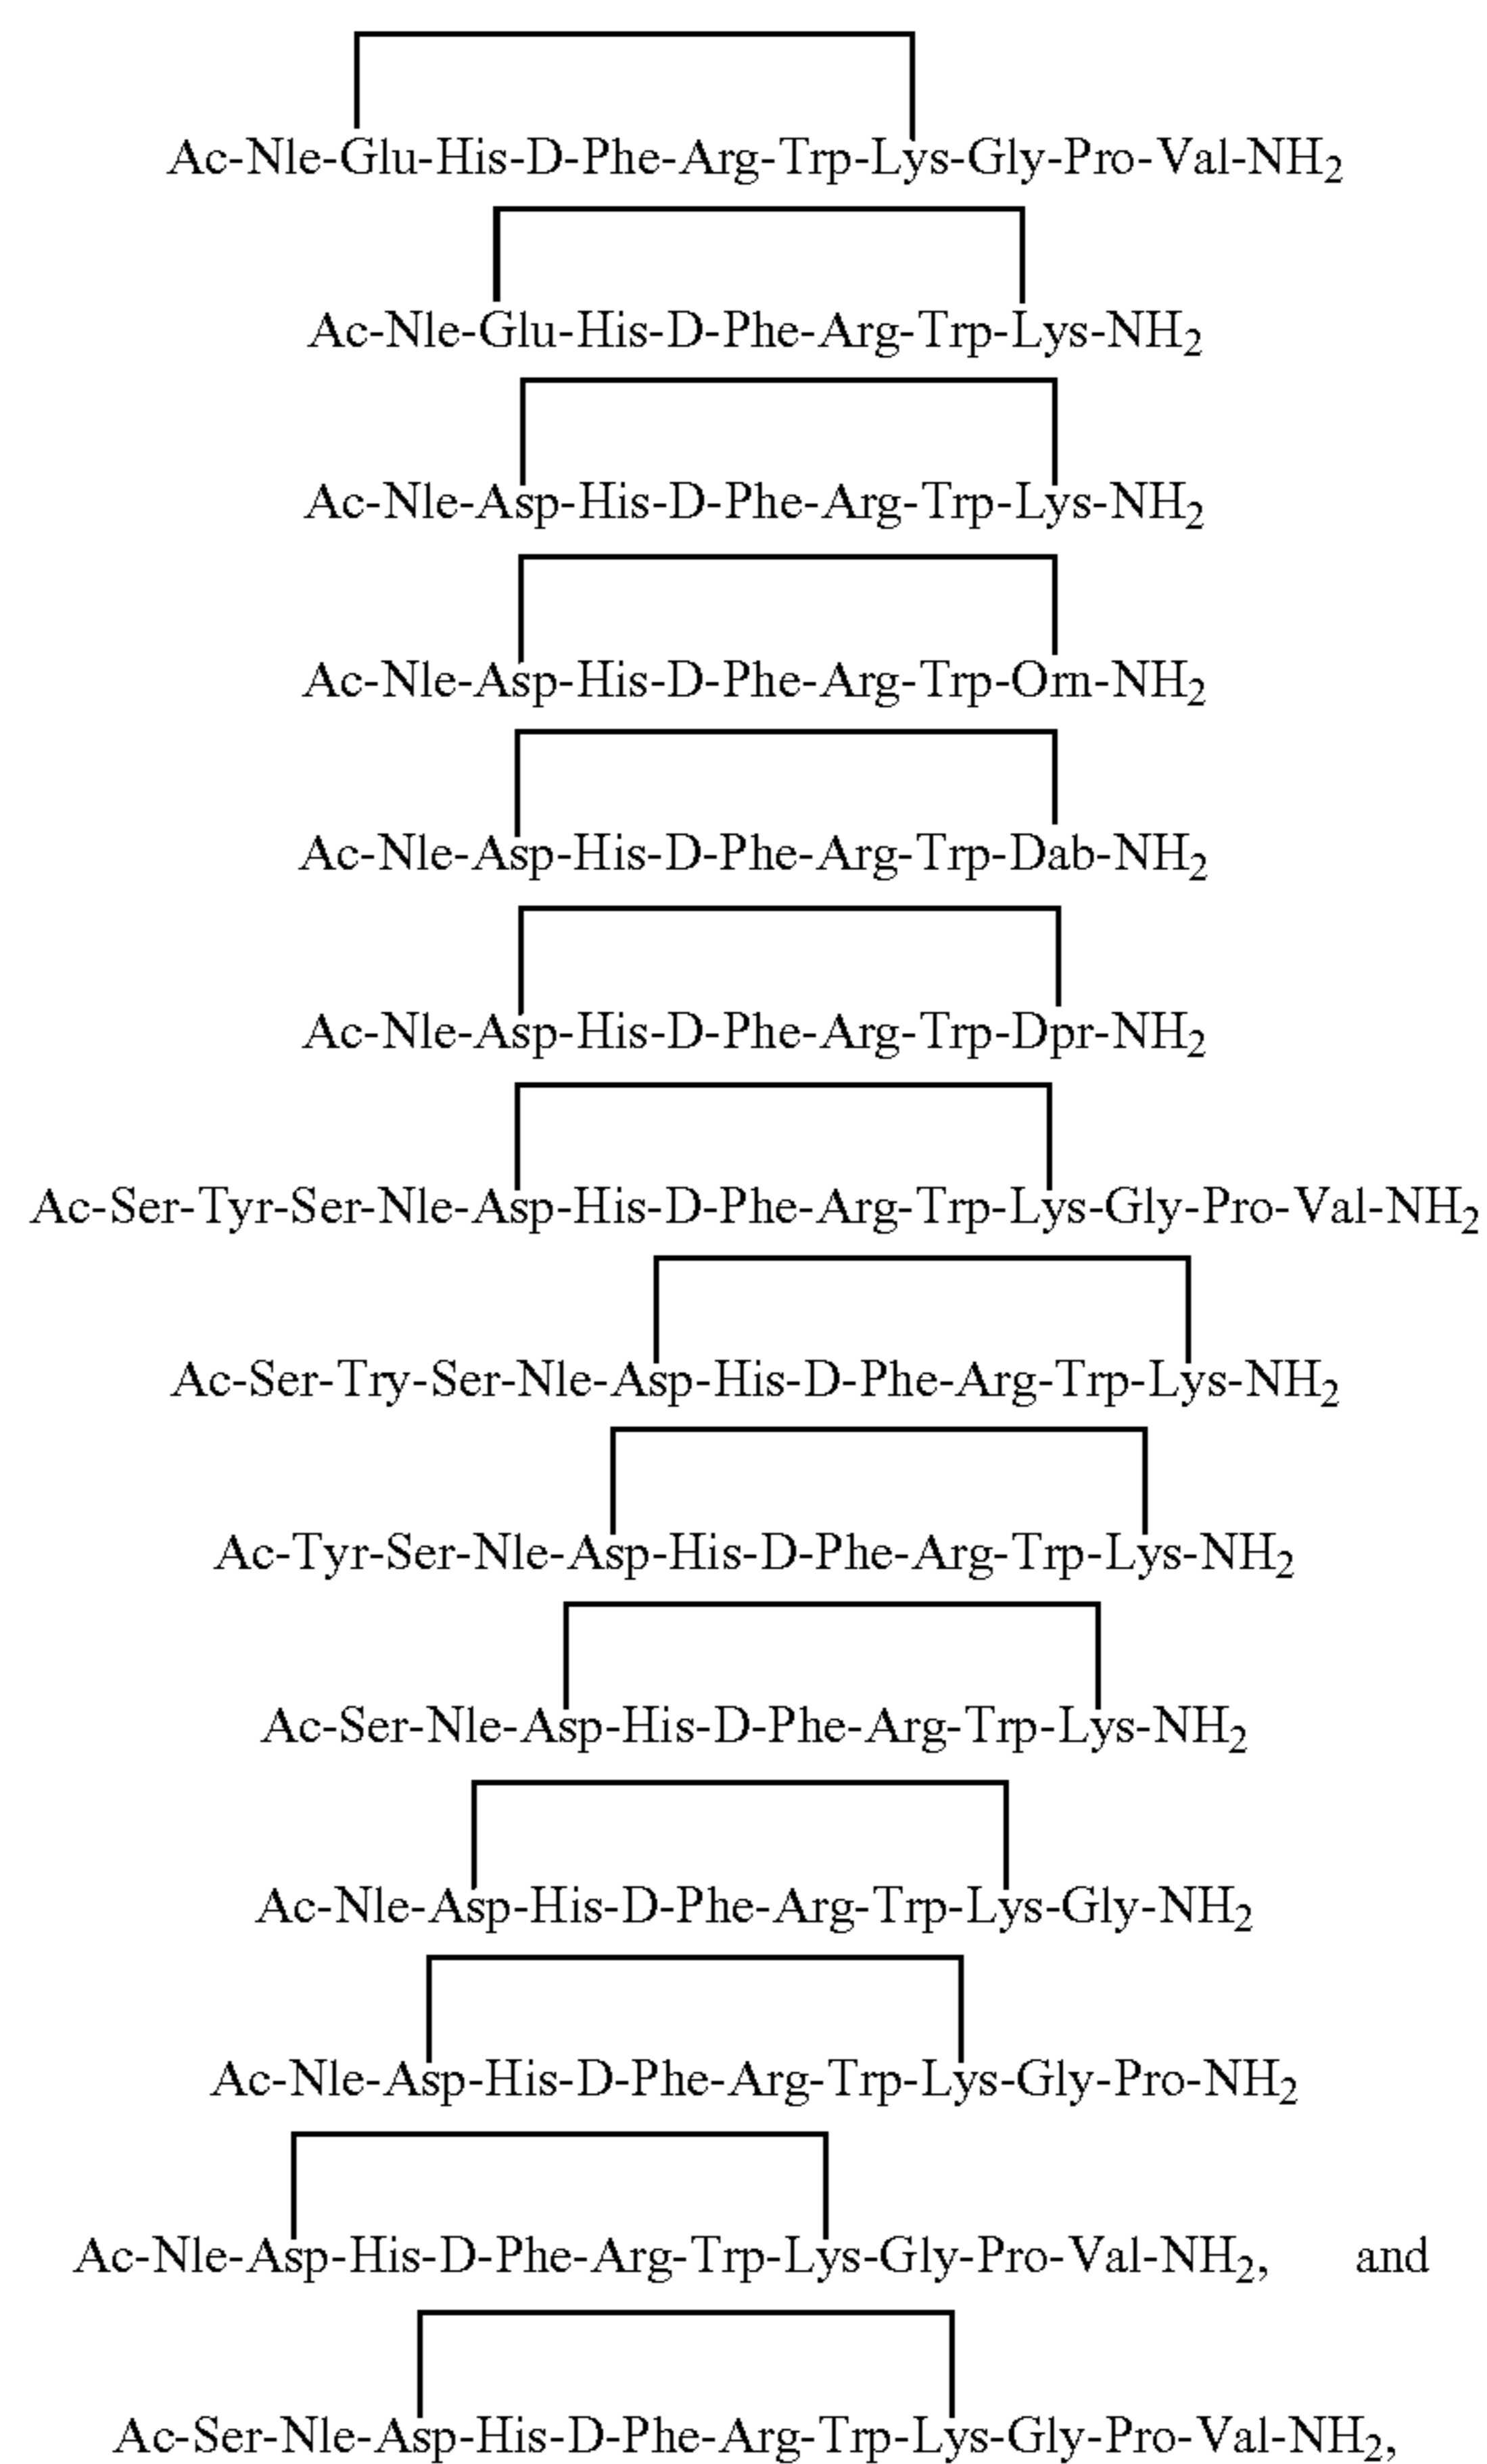 Ac-Nle-Glu-His-D-Phe-Arg-Trp-Lys-Gly-Pro-Val-NH2
Ac-Nle-Glu-His-D-Phe-Arg-Trp-Lys-NH2
Ac-Nle-Asp-His-D-Phe-Arg-Trp-Lys-NH2
Ac-Nle-Asp-His-D-Phe-Arg-Trp-Orn-NH2
Ac-Nle-Asp-His-D-Phe-Arg-Trp-Dab-NH2
Ac-Nle-Asp-His-D-Phe-Arg-Trp-Dpr-NH2
Ac-Ser-Tyr-Ser-Nle-Asp-His-D-Phe-Arg-Trp-Lys-Gly-Pro-Val-NH2
Ac-Ser-Try-Ser-Nle-Asp-His-D-Phe-Arg-Trp-Lys-NH2
Ac-Tyr-Ser-Nle-Asp-His-D-Phe-Arg-Trp-Lys-NH2
Ac-Ser-Nle-Asp-His-D-Phe-Arg-Trp-Lys-NH2
Ac-Nle-Asp-His-D-Phe-Arg-Trp-Lys-Gly-NH2
Ac-Nle-Asp-His-D-Phe-Arg-Trp-Lys-Gly-Pro-NH2
Ac-Nle-Asp-His-D-Phe-Arg-Trp-Lys-Gly-Pro-Val-NH2, and
Ac-Ser-Nle-Asp-His-D-Phe-Arg-Trp-Lys-Gly-Pro-Val-NH2,